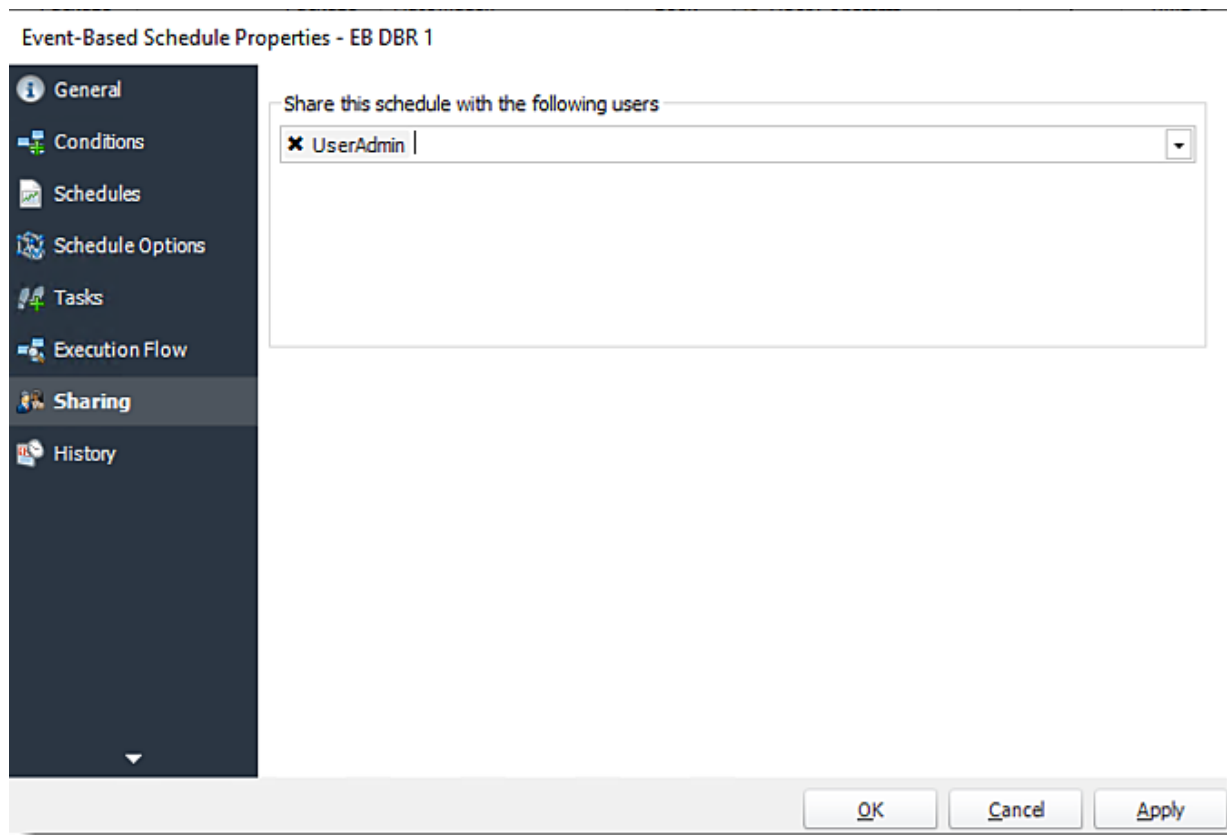 Event-Based Schedule Properties - EB DBR 1
General
Conditions
Schedules
Schedule Options
Tasks
Execution Flow
Sharing
History
Share this schedule with the following users
UserAdmin
OK
Cancel
Apply